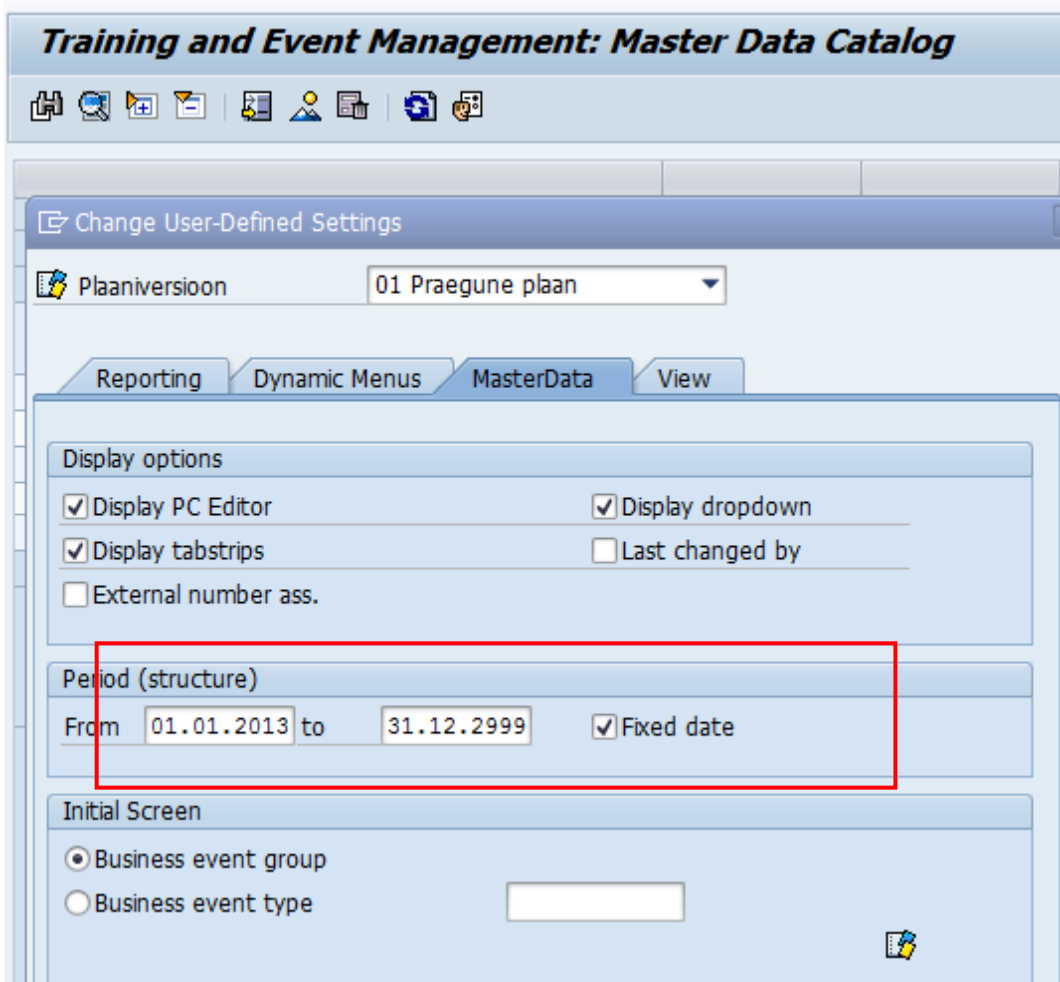 Training and Event Management: Master Data Catalog
Change User-Defined Settings
Plaaniversioon 01 Praegune plaan
Reporting Dynamic Menus MasterData View
Display options
Display PC Editor Display dropdown
Display tabstrips Last changed by
External number ass.
Period (structure)
From 01.01.2013 to 31.12.2999 Fixed date
Initial Screen
Business event group
Business event type